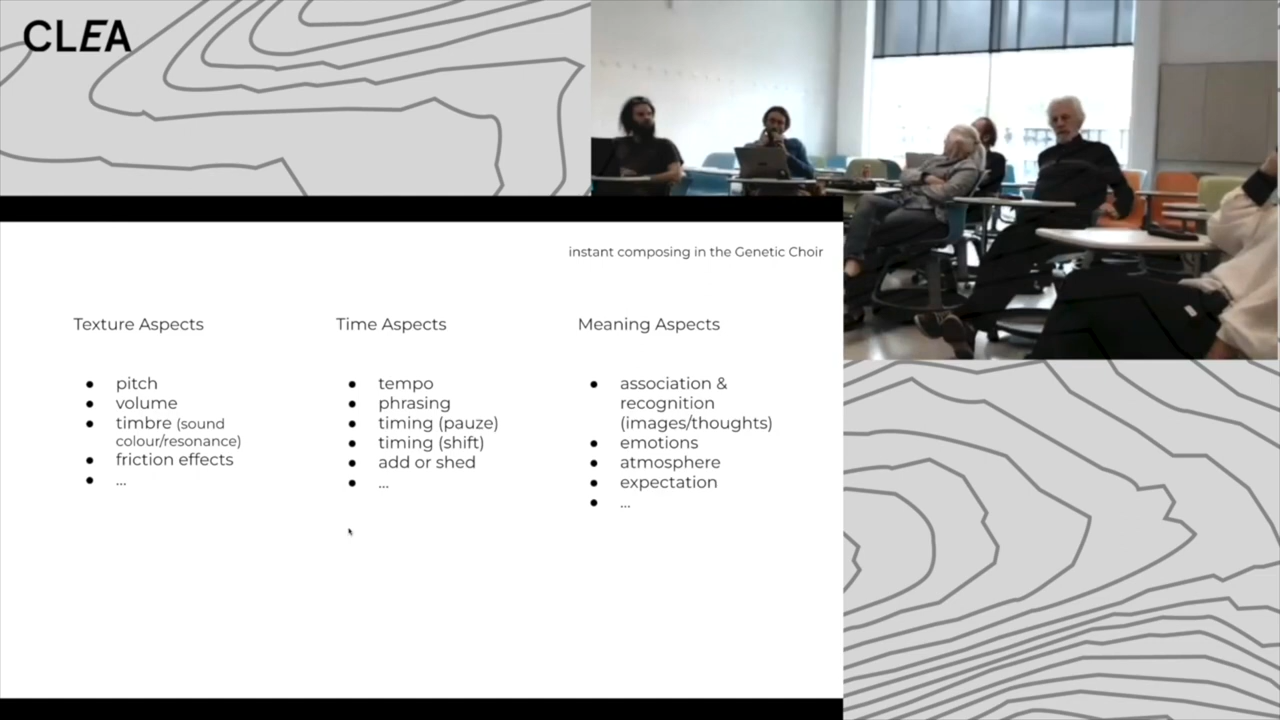 CLEA
instant composing in the Genetic Choir
Texture Aspects
● pitch
● volume
● timbre (sound
colour/resonance)
● friction effects
● ...
Time Aspects
● tempo
● phrasing
● timing (pauze)
● timing (shift)
● add or shed
● ...
Meaning Aspects
● association &
recognition
(images/thoughts)
● emotions
● atmosphere
● expectation
● ...